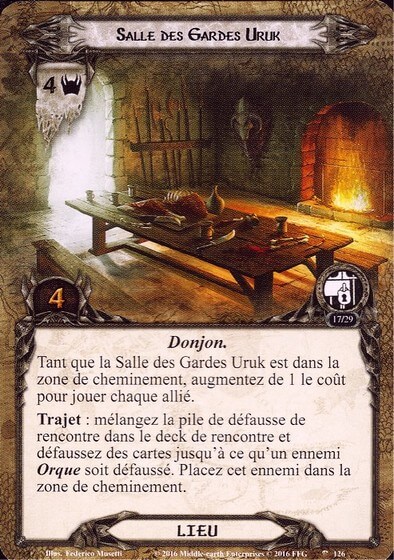 Salle des Gardes Uruk
4
4
17/29
Donjon.
Tant que la Salle des Gardes Uruk est dans la
zone de cheminement, augmentez de 1 le coût
pour jouer chaque allié.
Trajet : mélangez la pile de défausse de
rencontre dans le deck de rencontre et
défaussez des cartes jusqu'à ce qu'un ennemi
Orque soit défaussé. Placez cet ennemi dans la
zone de cheminement.
LIEU
Illus. Federico Musetti © 2016 Middle-earth Enterprises © 2016 FFG 126